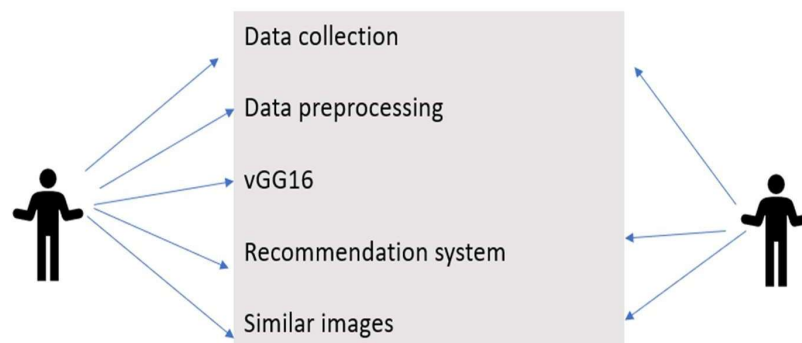 Data collection
Data preprocessing
vGG16
Recommendation system
Similar images